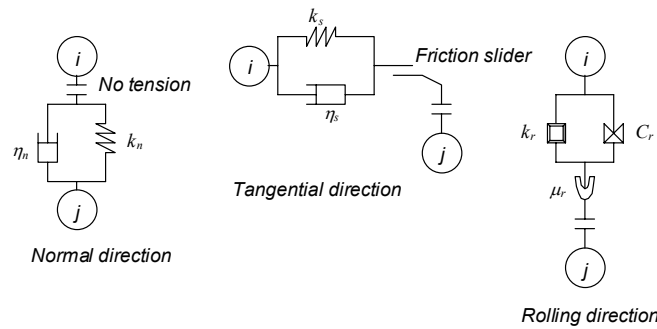 i
No tension
ηn
kn
j
Normal direction
ks
i
ηs
Friction slider
j
Tangential direction
i
kr
Cr
μr
j
Rolling direction